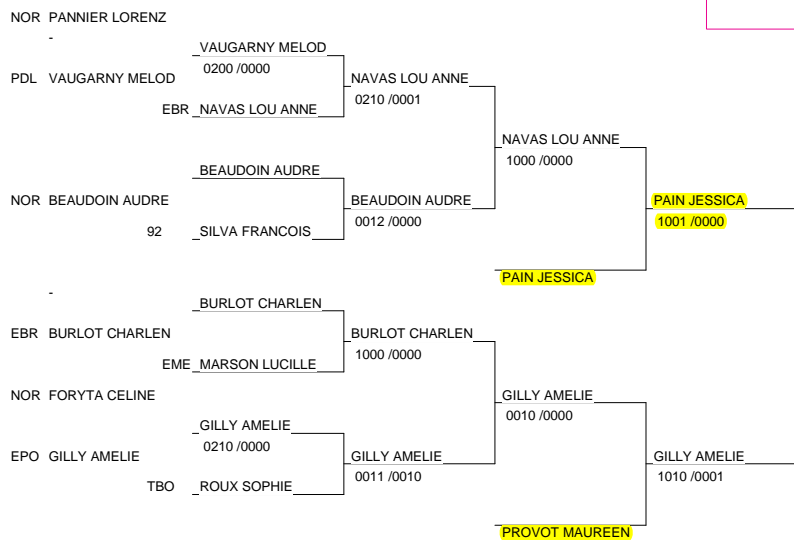 NOR PANNIER LORENZ
-
VAUGARNY MELOD
0200 /0000
PDL VAUGARNY MELOD
NAVAS LOU ANNE
0210 /0001
EBR NAVAS LOU ANNE
NAVAS LOU ANNE
1000 /0000
BEAUDOIN AUDRE
NOR BEAUDOIN AUDRE
BEAUDOIN AUDRE
0012 /0000
PAIN JESSICA
1001 /0000
92 SILVA FRANCOIS
PAIN JESSICA
-
BURLOT CHARLEN
EBR BURLOT CHARLEN
BURLOT CHARLEN
1000 /0000
EME MARSON LUCILLE
NOR FORYTA CELINE
GILLY AMELIE
0010 /0000
GILLY AMELIE
0210 /0000
EPO GILLY AMELIE
GILLY AMELIE
0011 /0010
GILLY AMELIE
1010 /0001
TBO ROUX SOPHIE
PROVOT MAUREEN